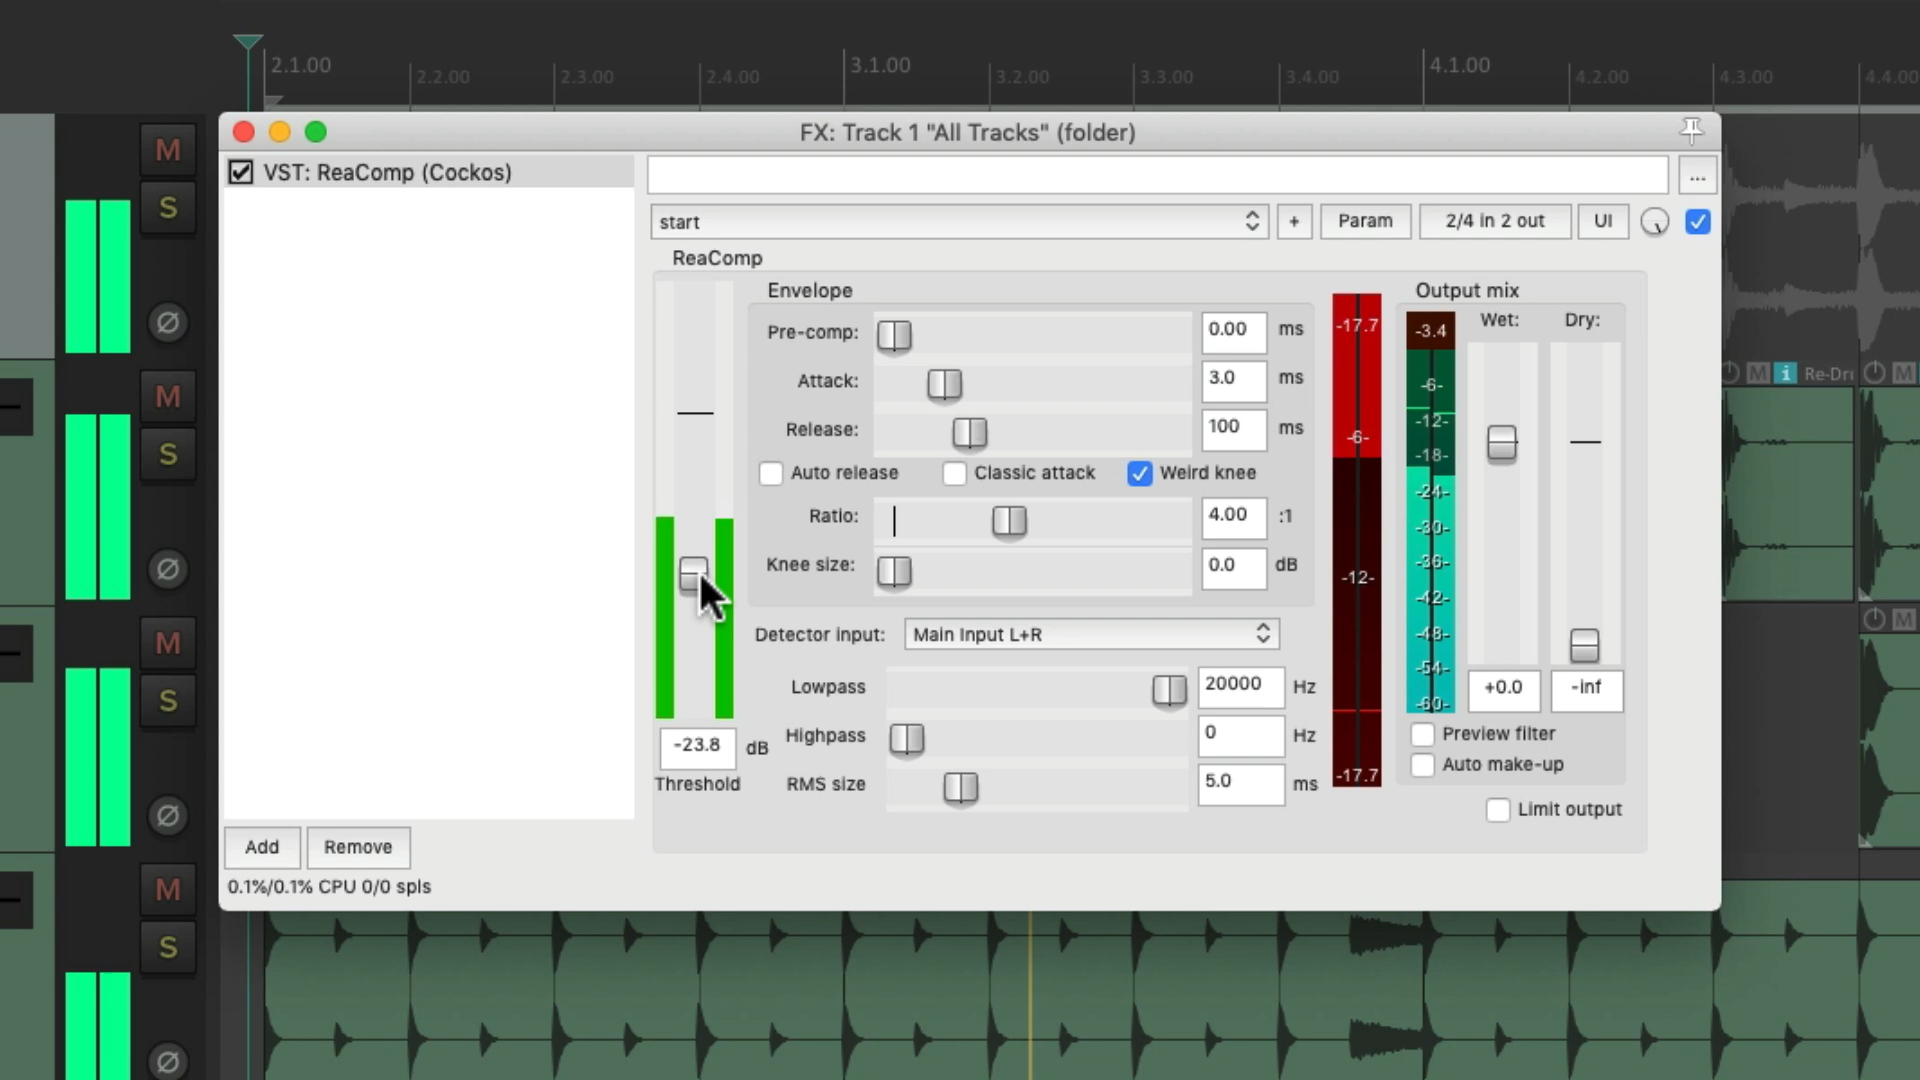 2.1.00 2.2.00 2.3.00 2.4.00 3.1.00 3.2.00 3.3.00 3.4.00 4.1.00 4.2.00 4.3.00 4.4.00
FX: Track 1 "All Tracks" (folder)
VST: ReaComp (Cockos)
...
start
+
Param
2/4 in 2 out
UI
ReaComp
Envelope
Pre-comp: 0.00 ms
Attack: 3.0 ms
Release: 100 ms
Auto release
Classic attack
Weird knee
Ratio: 4.00 :1
Knee size: 0.0 dB
Detector input: Main Input L+R
Lowpass 20000 Hz
Highpass 0 Hz
RMS size 5.0 ms
-23.8 dB
Threshold
-17.7
-6-
-12-
-17.7
Output mix
Wet: Dry:
-3.4
-6-
-12-
-18-
-24-
-30-
-36-
-42-
-48-
-54-
-60-
+0.0 -inf
Preview filter
Auto make-up
Limit output
Add Remove
0.1%/0.1% CPU 0/0 spls
M
S
M
S
M
S
M
S
M i Re-Dr
M
M